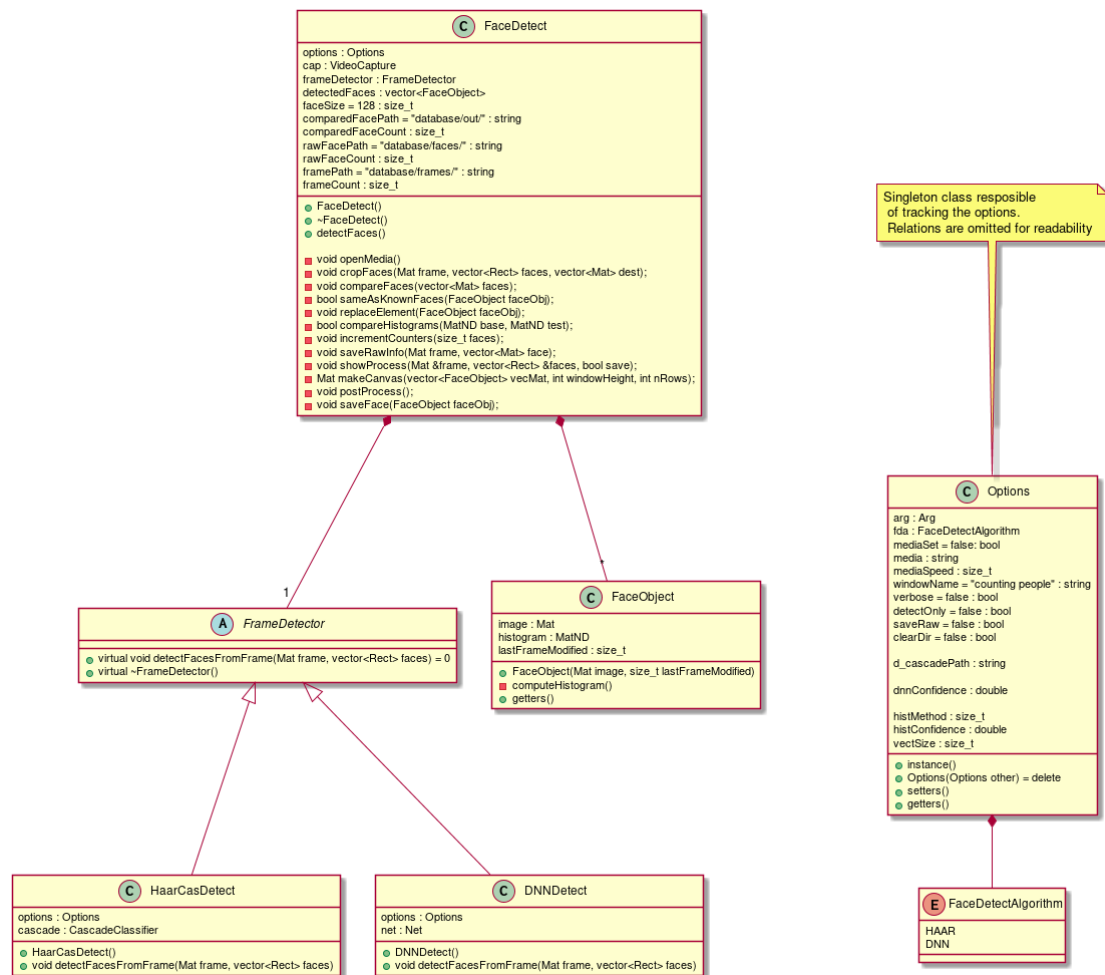 C FaceDetect
options : Options
cap : VideoCapture
frameDetector : FrameDetector
detectedFaces : vector<FaceObject>
faceSize = 128 : size_t
comparedFacePath = "database/out/" : string
comparedFaceCount : size_t
rawFacePath = "database/faces/" : string
rawFaceCount : size_t
framePath = "database/frames/" : string
frameCount : size_t
FaceDetect()
~FaceDetect()
detectFaces()
void openMedia()
void cropFaces(Mat frame, vector<Rect> faces, vector<Mat> dest);
void compareFaces(vector<Mat> faces);
bool sameAsKnownFaces(FaceObject faceObj);
void replaceElement(FaceObject faceObj);
bool compareHistograms(MatND base, MatND test);
void incrementCounters(size_t faces);
void saveRawInfo(Mat frame, vector<Mat> face);
void showProcess(Mat &frame, vector<Rect> &faces, bool save);
Mat makeCanvas(vector<FaceObject> vecMat, int windowHeight, int nRows);
void postProcess();
void saveFace(FaceObject faceObj);
Singleton class resposible
of tracking the options.
Relations are omitted for readability
C Options
arg : Arg
fda : FaceDetectAlgorithm
mediaSet = false: bool
media : string
mediaSpeed : size_t
windowName = "counting people" : string
verbose = false : bool
detectOnly = false : bool
saveRaw = false : bool
clearDir = false : bool
d_cascadePath : string
dnnConfidence : double
histMethod : size_t
histConfidence : double
vectSize : size_t
instance()
Options(Options other) = delete
setters()
getters()
1
*
A FrameDetector
virtual void detectFacesFromFrame(Mat frame, vector<Rect> faces) = 0
virtual ~FrameDetector()
C FaceObject
image : Mat
histogram : MatND
lastFrameModified : size_t
FaceObject(Mat image, size_t lastFrameModified)
computeHistogram()
getters()
C HaarCasDetect
options : Options
cascade : CascadeClassifier
HaarCasDetect()
void detectFacesFromFrame(Mat frame, vector<Rect> faces)
C DNNDetect
options : Options
net : Net
DNNDetect()
void detectFacesFromFrame(Mat frame, vector<Rect> faces)
E FaceDetectAlgorithm
HAAR
DNN